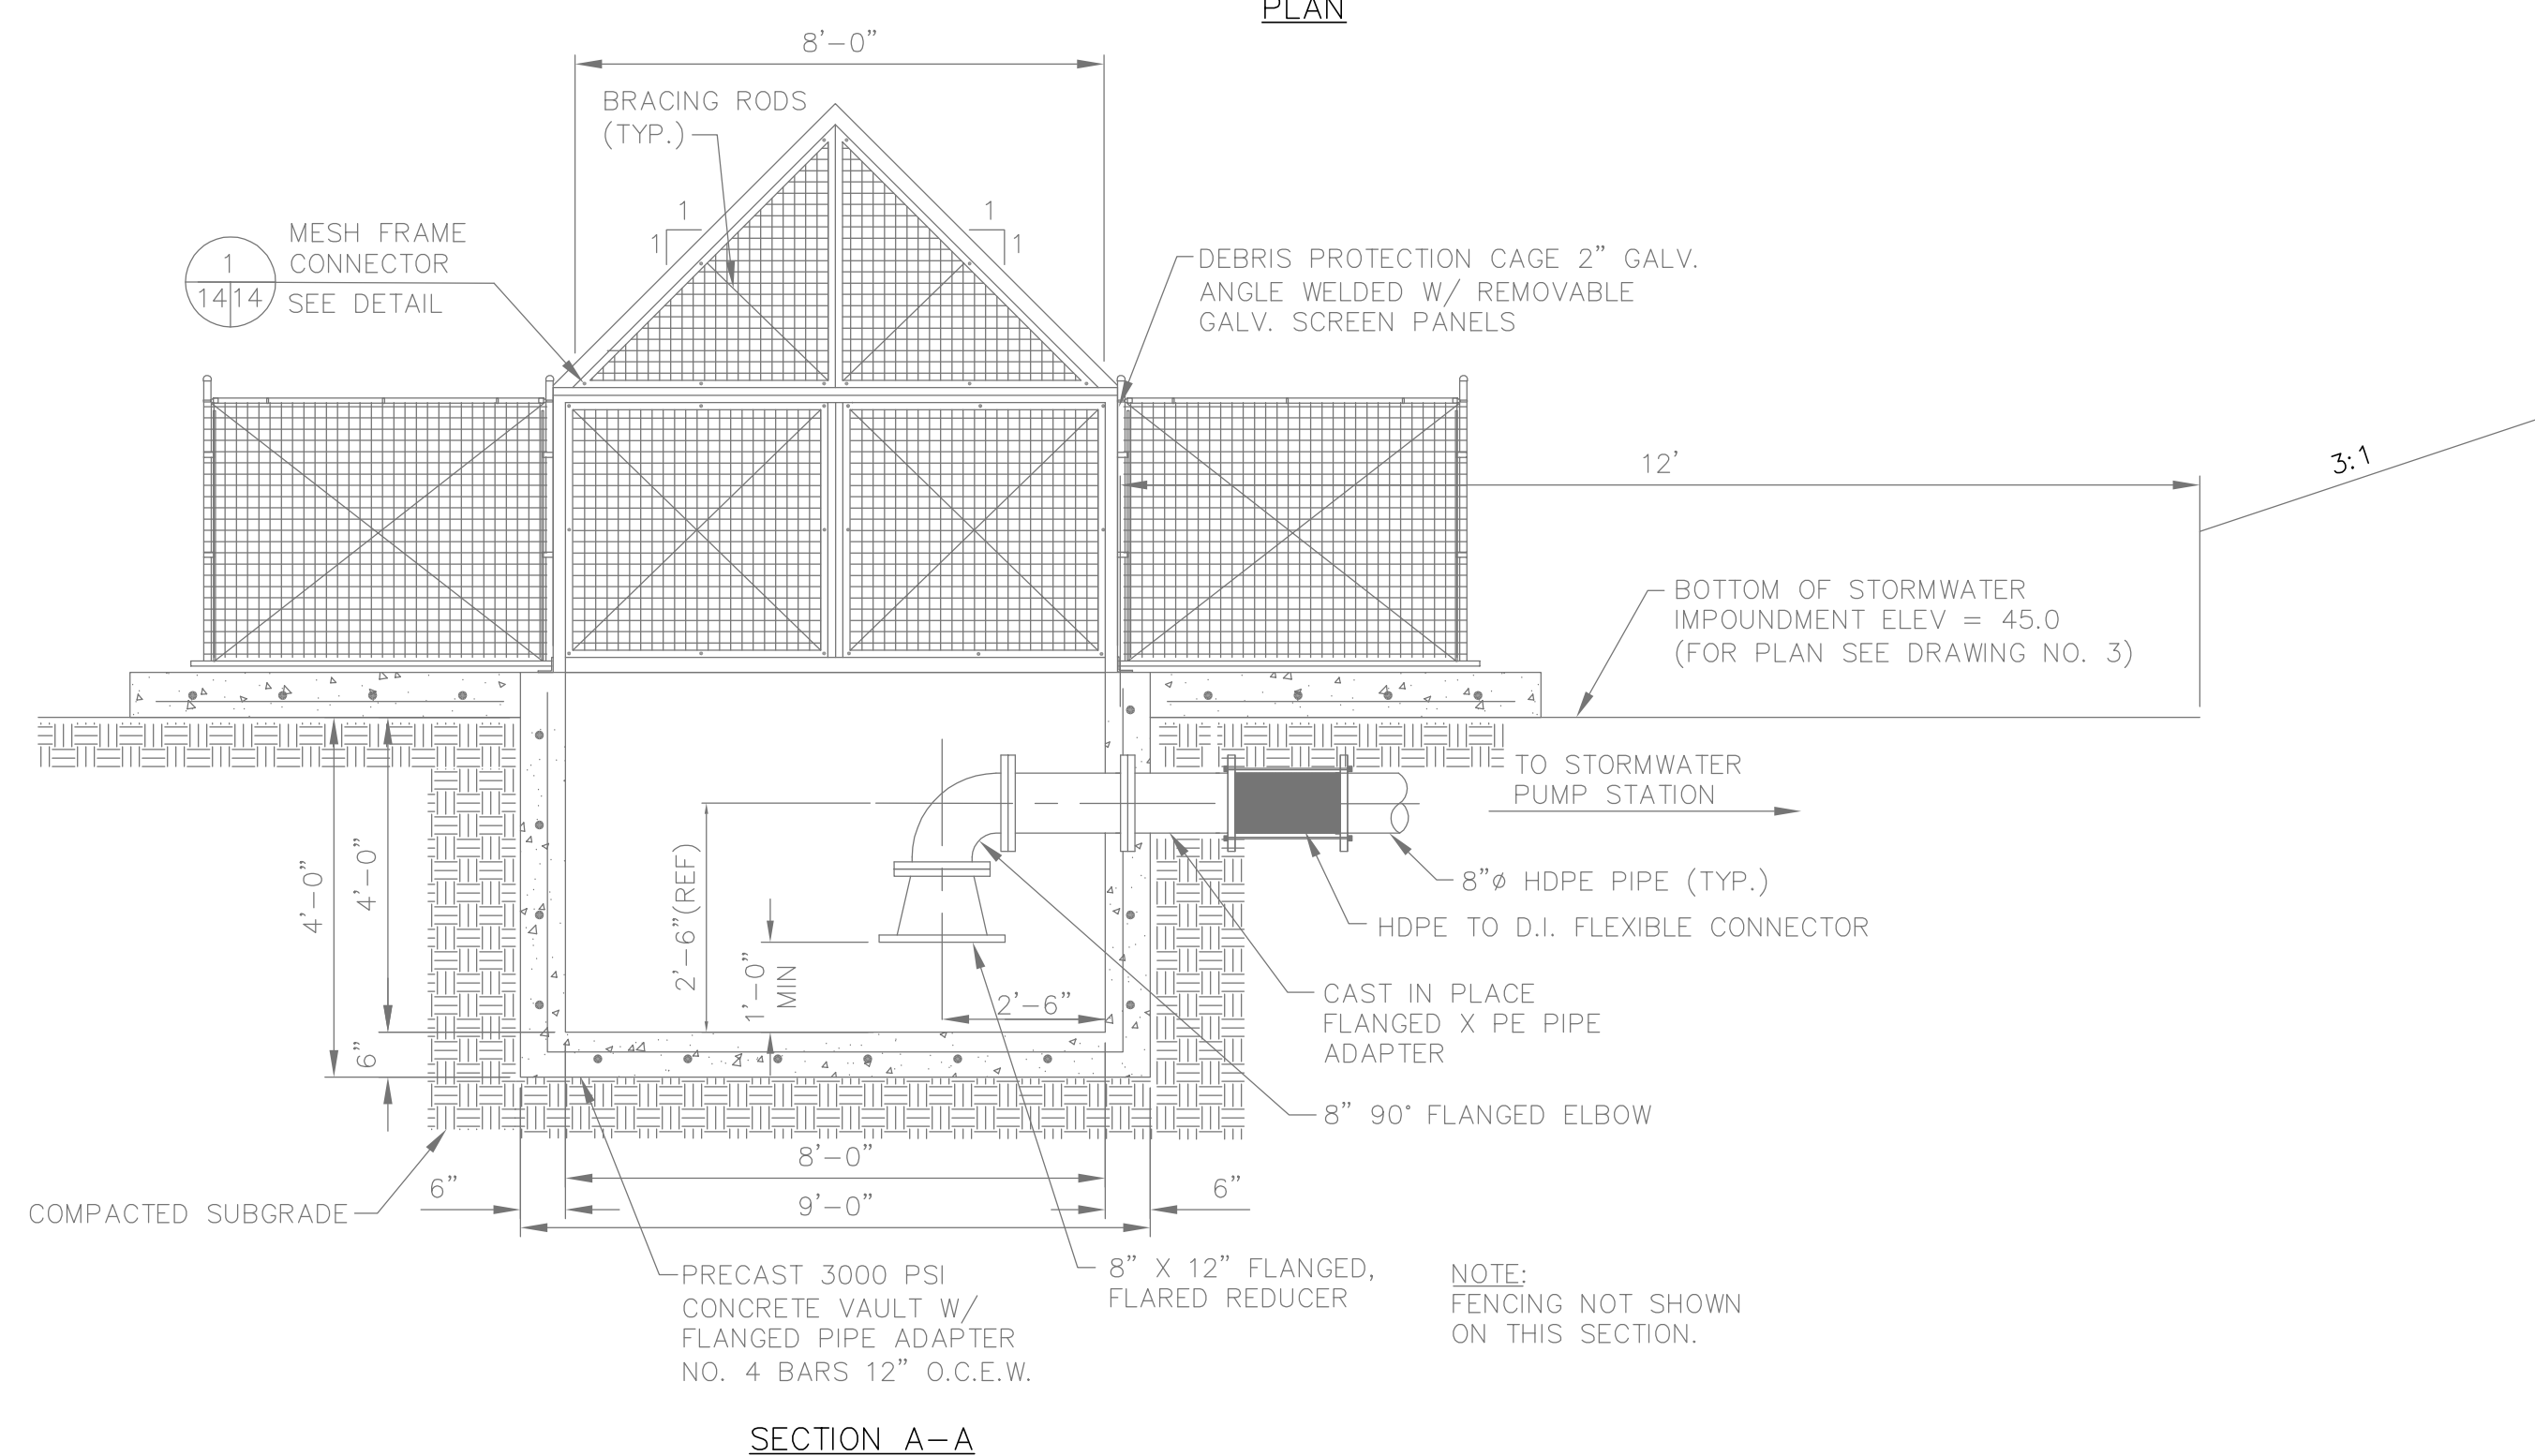 PLAN
8'-0"
BRACING RODS
(TYP.)
1
1
1
1
MESH FRAME
CONNECTOR
SEE DETAIL
1
14 14
DEBRIS PROTECTION CAGE 2" GALV.
ANGLE WELDED W/ REMOVABLE
GALV. SCREEN PANELS
12'
3:1
BOTTOM OF STORMWATER
IMPOUNDMENT ELEV = 45.0
(FOR PLAN SEE DRAWING NO. 3)
TO STORMWATER
PUMP STATION
4'-0"
4'-0"
6"
2'-6"(REF)
1'-0"
MIN
2'-6"
8"ø HDPE PIPE (TYP.)
HDPE TO D.I. FLEXIBLE CONNECTOR
CAST IN PLACE
FLANGED X PE PIPE
ADAPTER
8" 90° FLANGED ELBOW
8'-0"
6"
9'-0"
6"
COMPACTED SUBGRADE
PRECAST 3000 PSI
CONCRETE VAULT W/
FLANGED PIPE ADAPTER
NO. 4 BARS 12" O.C.E.W.
8" X 12" FLANGED,
FLARED REDUCER
NOTE:
FENCING NOT SHOWN
ON THIS SECTION.
SECTION A-A